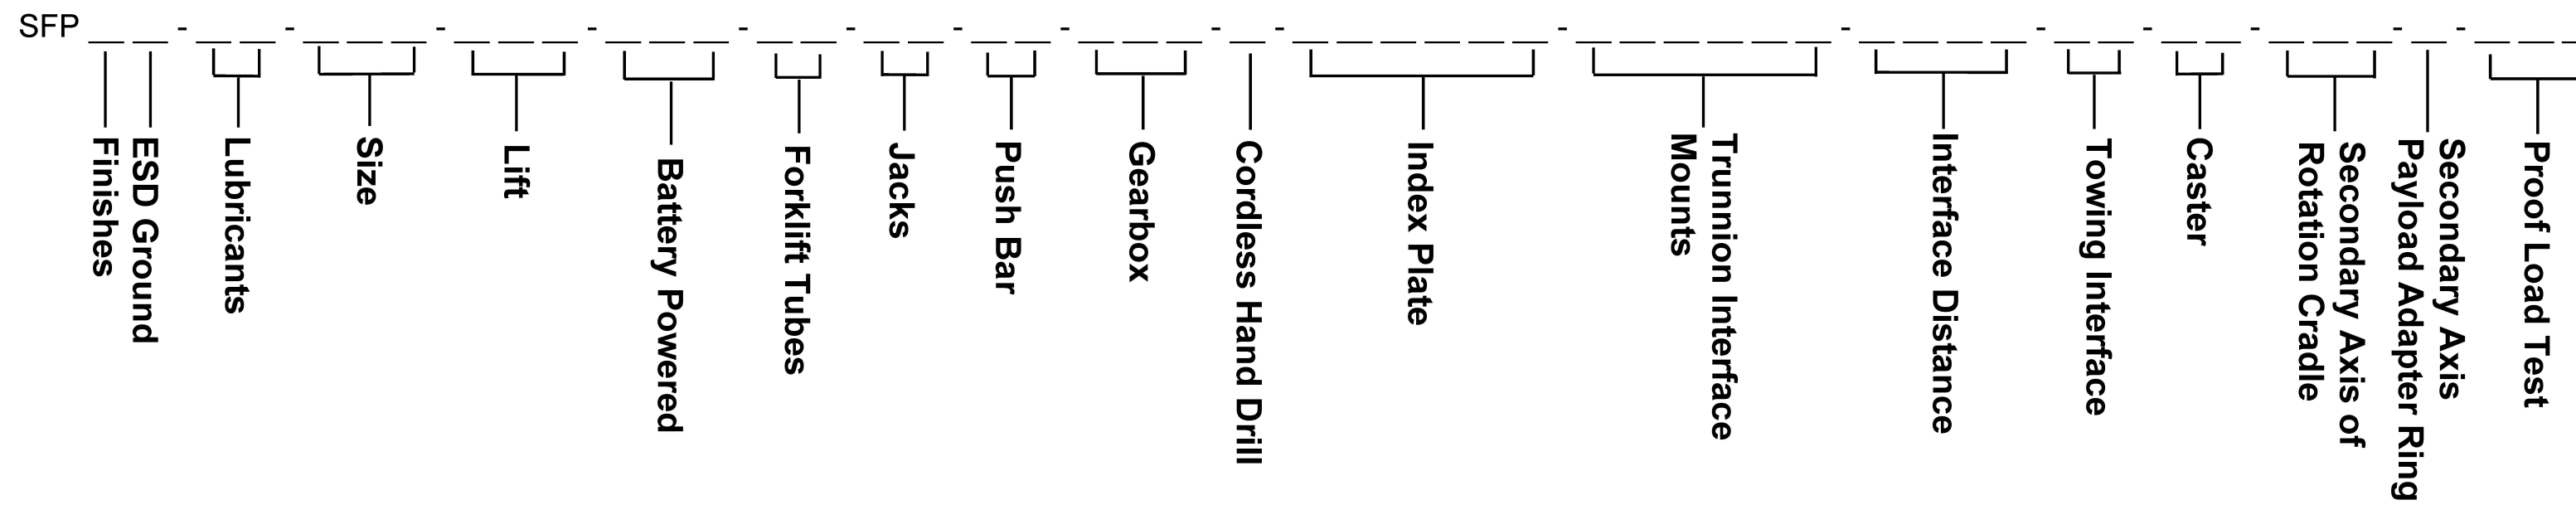 SFP _ _ - _ _ - _ _ _ - _ _ _ - _ _ _ - _ _ - _ _ - _ _ - _ _ _ - _ - _ _ _ _ _ _ - _ _ _ _ _ _ - _ _ _ _ - _ _ - _ _ - _ _ _ - _ - _ _ _
Finishes
ESD Ground
Lubricants
Size
Lift
Battery Powered
Forklift Tubes
Jacks
Push Bar
Gearbox
Cordless Hand Drill
Index Plate
Trunnion Interface
Mounts
Interface Distance
Towing Interface
Caster
Secondary Axis of
Rotation Cradle
Secondary Axis
Payload Adapter Ring
Proof Load Test